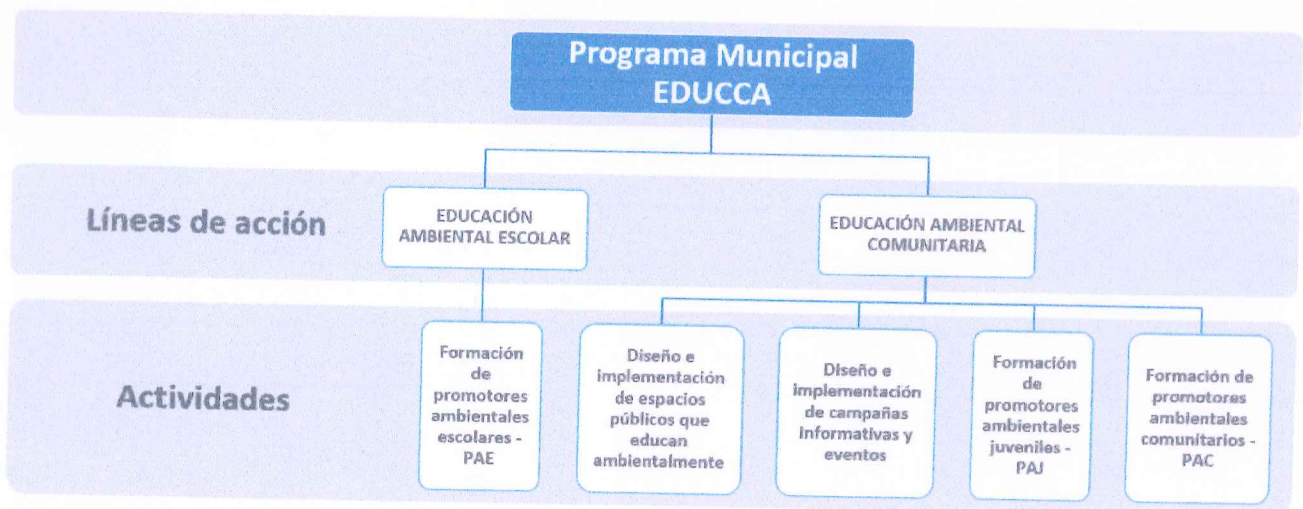 Programa Municipal
EDUCCA
Líneas de acción
EDUCACIÓN
AMBIENTAL ESCOLAR
EDUCACIÓN AMBIENTAL
COMUNITARIA
Actividades
Formación
de
promotores
ambientales
escolares -
PAE
Diseño e
implementación
de espacios
públicos que
educan
ambientalmente
Diseño e
implementación
de campañas
informativas y
eventos
Formación
de
promotores
ambientales
juveniles -
PAJ
Formación de
promotores
ambientales
comunitarios -
PAC